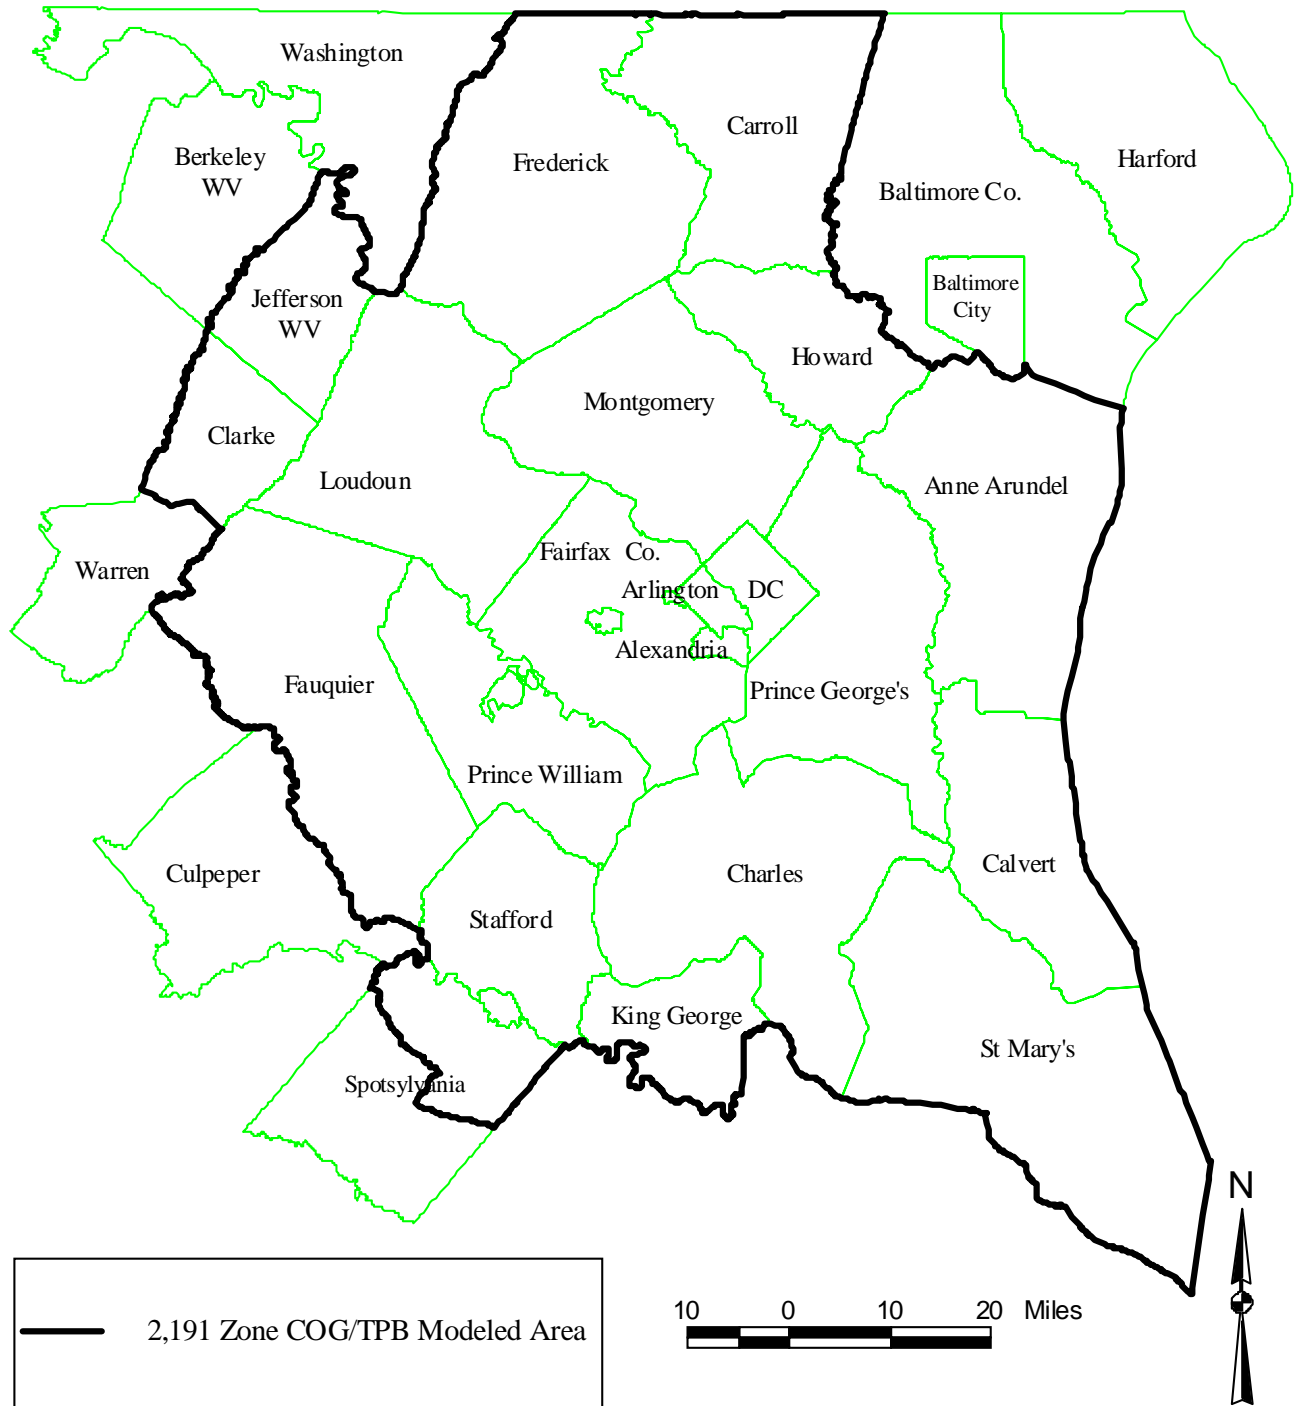 Washington
Carroll
Harford
Frederick
Berkeley
WV
Baltimore Co.
Jefferson
WV
Baltimore
City
Howard
Montgomery
Clarke
Loudoun
Anne Arundel
Fairfax Co.
Warren
Arlington
DC
Alexandria
Fauquier
Prince George's
Prince William
Culpeper
Charles
Calvert
Stafford
King George
St Mary's
Spotsylvania
N
2,191 Zone COG/TPB Modeled Area
10 0 10 20 Miles